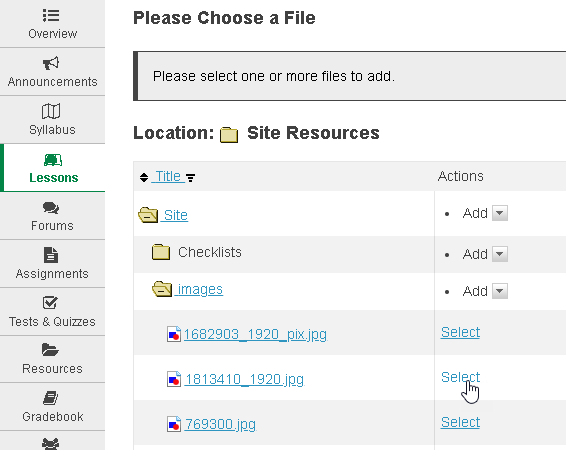 Overview
Announcements
Syllabus
Lessons
Forums
Assignments
Tests & Quizzes
Resources
Gradebook
Please Choose a File
Please select one or more files to add.
Location: Site Resources
Title Actions
Site Add
Checklists Add
images Add
1682903_1920_pix.jpg Select
1813410_1920.jpg Select
769300.jpg Select